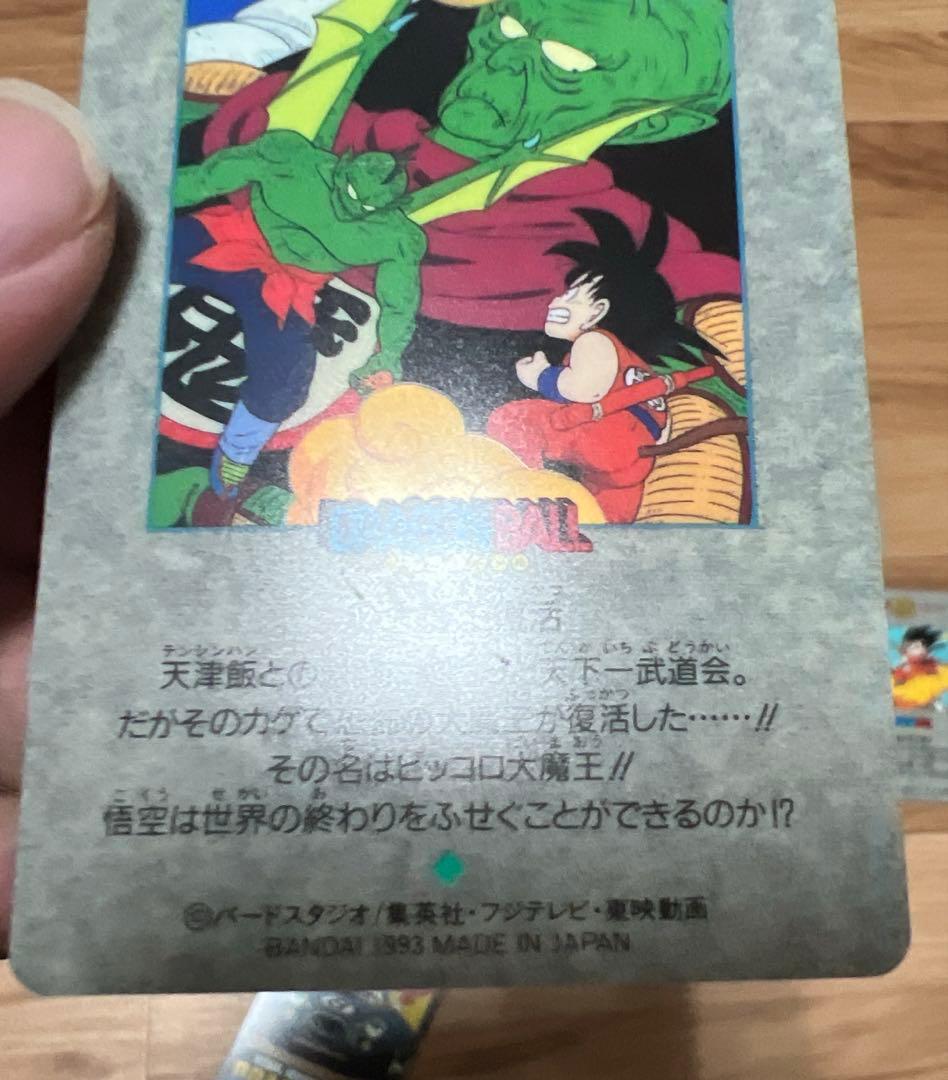 DRAGON BALL
天津飯との 天下一武道会。
だがそのカゲで が復活した……!!
その名はピッコロ大魔王!!
悟空は世界の終わりをふせぐことができるのか!?
©バードスタジオ/集英社・フジテレビ・東映動画
BANDAI 1993 MADE IN JAPAN